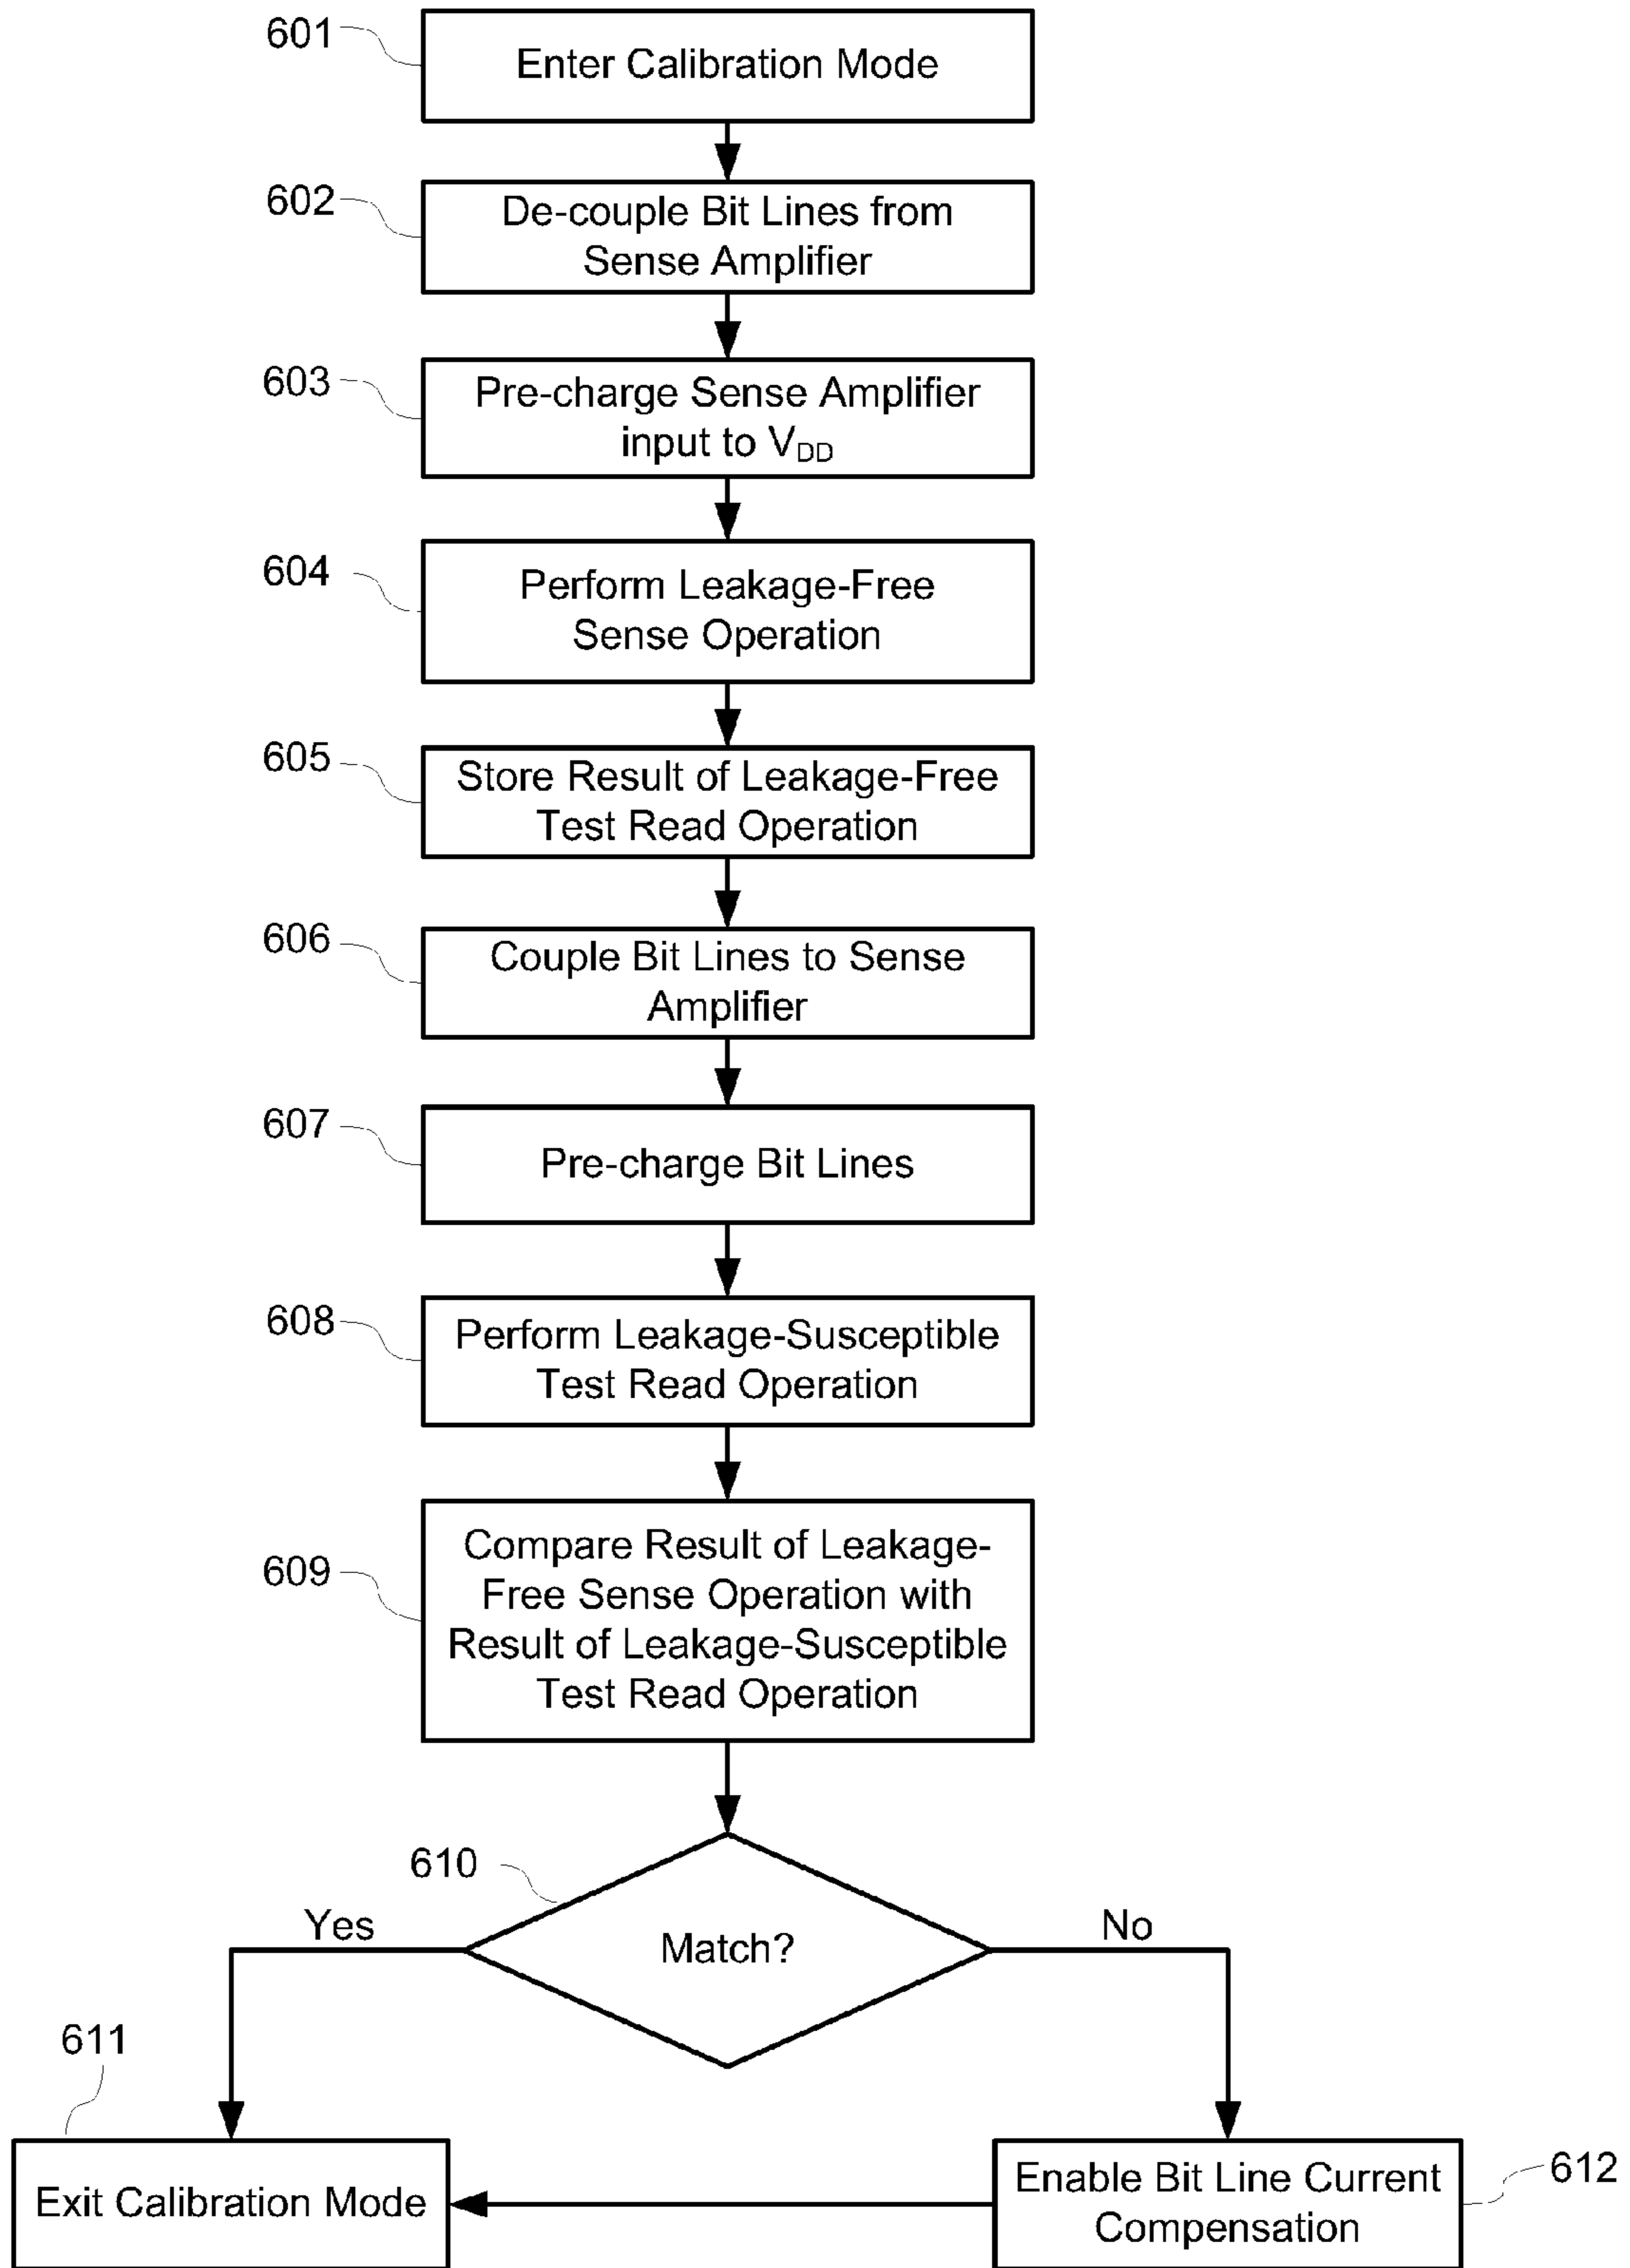 601
Enter Calibration Mode
602
De-couple Bit Lines from
Sense Amplifier
603
Pre-charge Sense Amplifier
input to VDD
604
Perform Leakage-Free
Sense Operation
605
Store Result of Leakage-Free
Test Read Operation
606
Couple Bit Lines to Sense
Amplifier
607
Pre-charge Bit Lines
608
Perform Leakage-Susceptible
Test Read Operation
609
Compare Result of Leakage-
Free Sense Operation with
Result of Leakage-Susceptible
Test Read Operation
610
Match?
Yes
No
611
Exit Calibration Mode
Enable Bit Line Current
Compensation
612